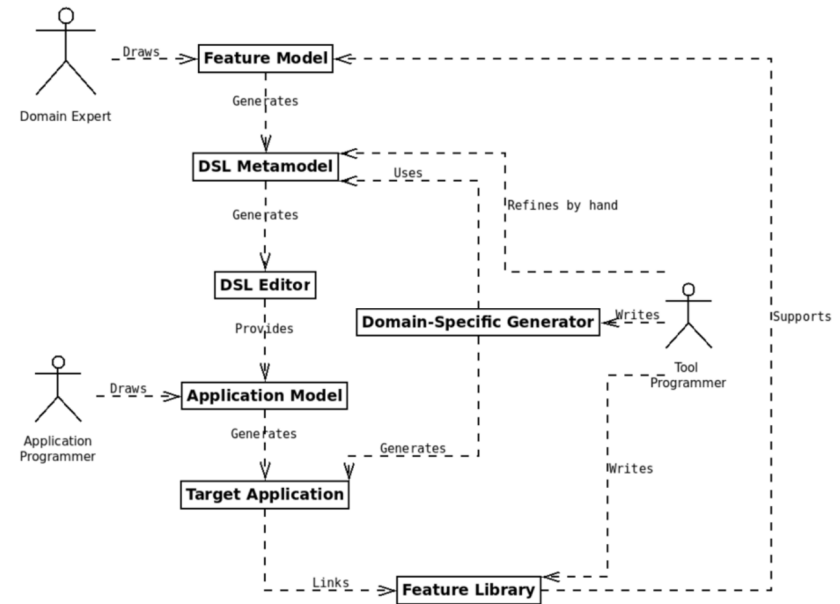 Draws
Feature Model
Domain Expert
Generates
DSL Metamodel
Uses
Refines by hand
Generates
DSL Editor
Domain-Specific Generator
Writes
Supports
Provides
Tool
Programmer
Draws
Application Model
Application
Programmer
Generates
Generates
Writes
Target Application
Links
Feature Library